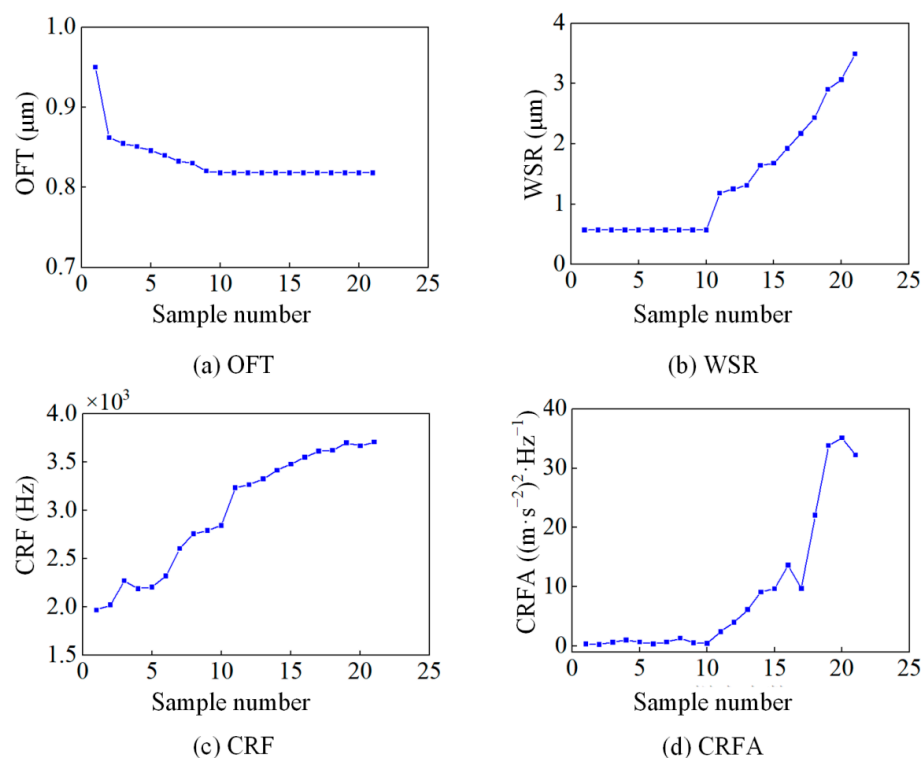 1.0
0.9
0.8
0.7
OFT (μm)
0 5 10 15 20 25
Sample number
(a) OFT
4
3
2
1
0
WSR (μm)
0 5 10 15 20 25
Sample number
(b) WSR
×10³
4.0
3.5
3.0
2.5
2.0
1.5
CRF (Hz)
0 5 10 15 20 25
Sample number
(c) CRF
40
30
20
10
0
CRFA ((m·s⁻²)²·Hz⁻¹)
0 5 10 15 20 25
Sample number
(d) CRFA